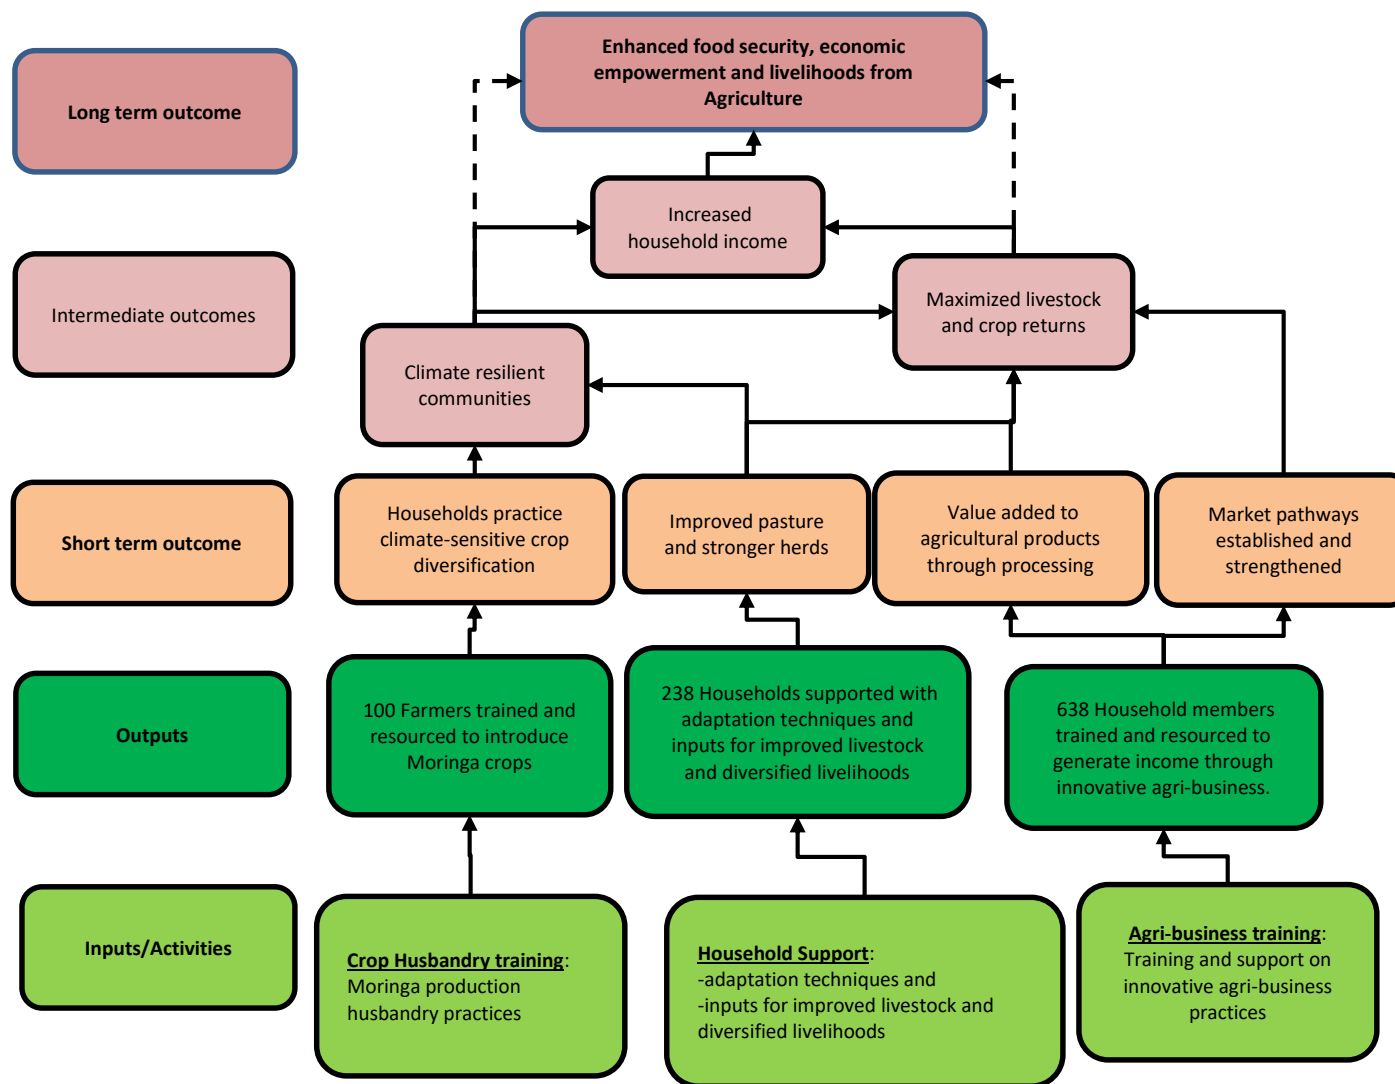 Long term outcome
Enhanced food security, economic
empowerment and livelihoods from
Agriculture
Intermediate outcomes
Increased
household income
Maximized livestock
and crop returns
Climate resilient
communities
Short term outcome
Households practice
climate-sensitive crop
diversification
Improved pasture
and stronger herds
Value added to
agricultural products
through processing
Market pathways
established and
strengthened
Outputs
100 Farmers trained and
resourced to introduce
Moringa crops
238 Households supported with
adaptation techniques and
inputs for improved livestock
and diversified livelihoods
638 Household members
trained and resourced to
generate income through
innovative agri-business.
Inputs/Activities
Crop Husbandry training:
Moringa production
husbandry practices
Household Support:
-adaptation techniques and
-inputs for improved livestock and
diversified livelihoods
Agri-business training:
Training and support on
innovative agri-business
practices